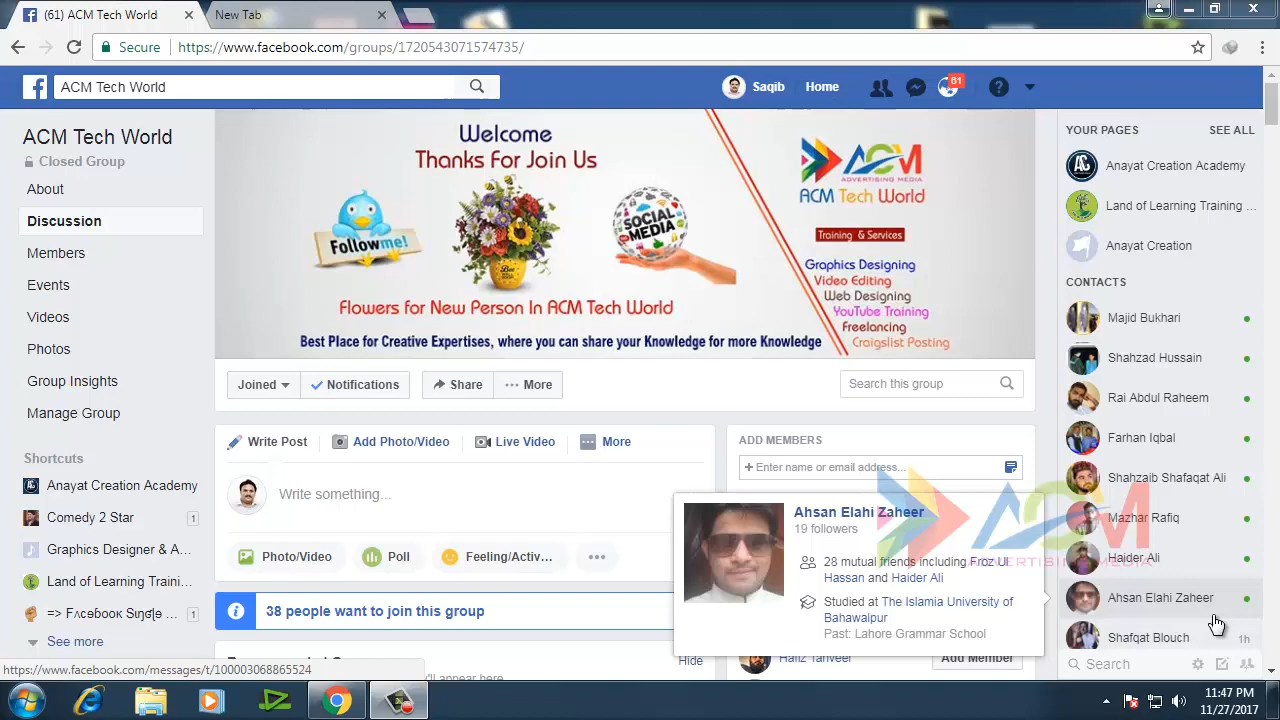 (61) ACM Tech World
New Tab
Secure
https://www.facebook.com/groups/1720543071574735/
ACM Tech World
Saqib
Home
61
ACM Tech World
Closed Group
About
Discussion
Members
Events
Videos
Photos
Group Insights
Manage Group
Shortcuts
Anayat Creation Academy
Comedy 2 Star
1
Graphics Designer & A...
Land of Learning Traini...
=> Fʌcebooĸ Sıngʟe ...
1
See more
Welcome
Thanks For Join Us
Follow me!
SOCIAL
MEDIA
Flowers for New Person In ACM Tech World
Best Place for Creative Expertises, where you can share your Knowledge for more Knowledge
ACM
ADVERTISING MEDIA
ACM Tech World
Training & Services
Graphics Designing
Video Editing
Web Designing
YouTube Training
Freelancing
Craigslist Posting
Joined
Notifications
Share
More
Search this group
Write Post
Add Photo/Video
Live Video
More
Write something...
Photo/Video
Poll
Feeling/Activ...
38 people want to join this group
Hide
ADD MEMBERS
+ Enter name or email address...
Ahsan Elahi Zaheer
19 followers
28 mutual friends including Froz Ul
Hassan and Haider Ali
Studied at The Islamia University of
Bahawalpur
Past: Lahore Grammar School
Hafiz Tanveer
Add Member
YOUR PAGES
SEE ALL
Anayat Creation Academy
Land of Learning Training ...
Anayat Creation
CONTACTS
Majid Bukhari
Shahzad Hussain
Rai Abdul Raheem
Farhan Iqbal
Shahzaib Shafaqat Ali
Mazhar Rafiq
Haider Ali
Ahsan Elahi Zaheer
Shafqat Blouch
1h
Search
ACM
ADVERTISING MEDIA
https://www.facebook.com/messages/t/100003068865524
11:47 PM
11/27/2017